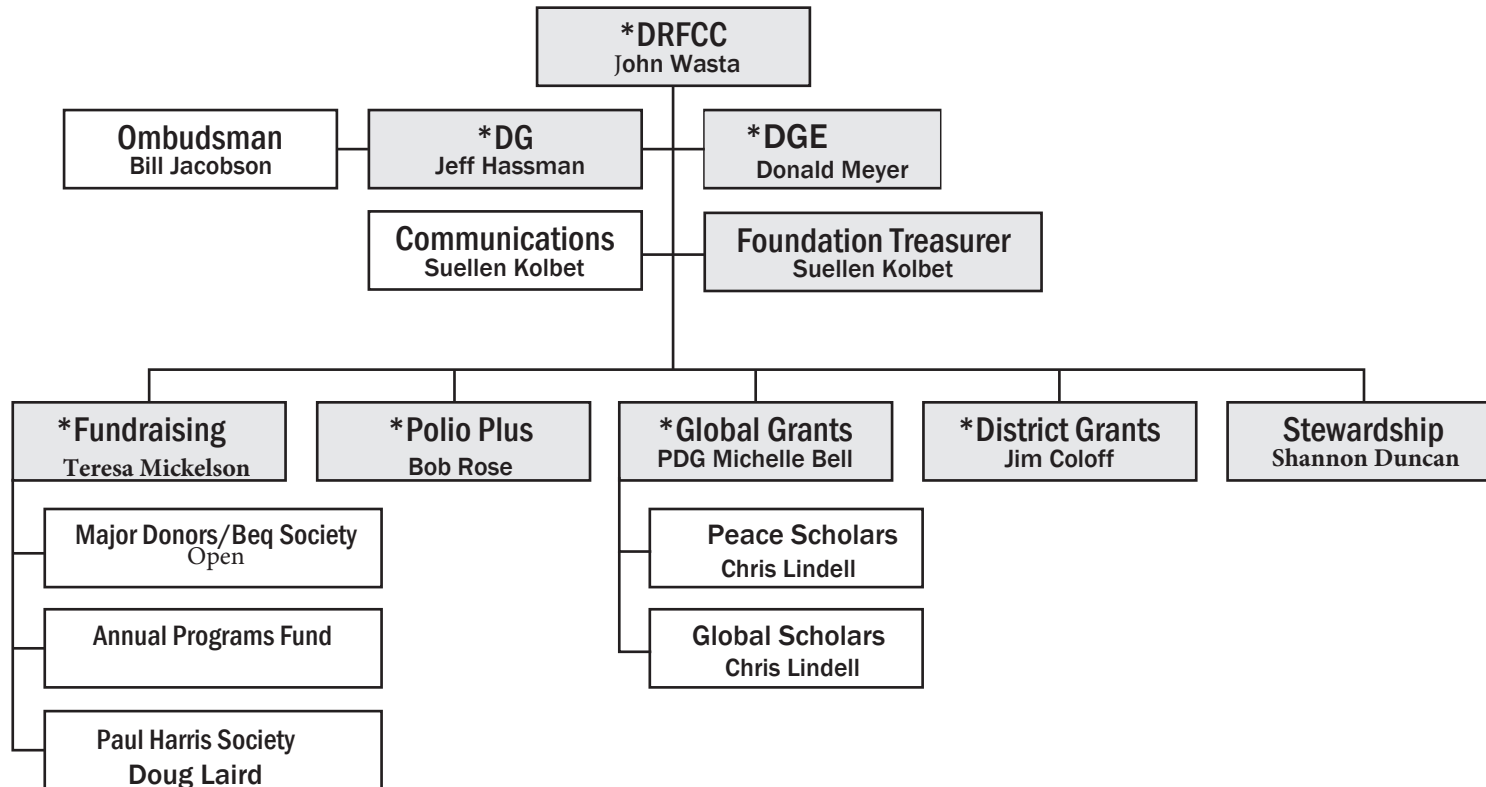 *DRFCC
John Wasta
Ombudsman
Bill Jacobson
*DG
Jeff Hassman
*DGE
Donald Meyer
Communications
Suellen Kolbet
Foundation Treasurer
Suellen Kolbet
*Fundraising
Teresa Mickelson
*Polio Plus
Bob Rose
*Global Grants
PDG Michelle Bell
*District Grants
Jim Coloff
Stewardship
Shannon Duncan
Major Donors/Beq Society
Open
Annual Programs Fund
Paul Harris Society
Doug Laird
Peace Scholars
Chris Lindell
Global Scholars
Chris Lindell